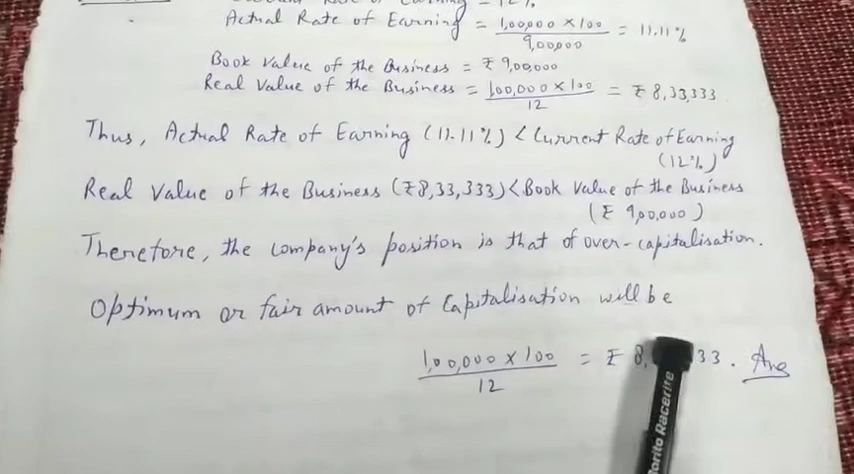 = 12%
Actual Rate of Earning = 1,00,000 × 100 / 9,00,000 = 11.11%
Book Value of the Business = ₹ 9,00,000
Real Value of the Business = 100,000 × 100 / 12 = ₹ 8,33,333
Thus, Actual Rate of Earning (11.11%) < Current Rate of Earning
(12%)
Real Value of the Business (₹8,33,333) < Book Value of the Business
(₹ 9,00,000)
Therefore, the company's position is that of over-capitalisation.
Optimum or fair amount of Capitalisation will be
1,00,000 × 100 / 12 = ₹ 8, 33. Ans
Rorito Racerite